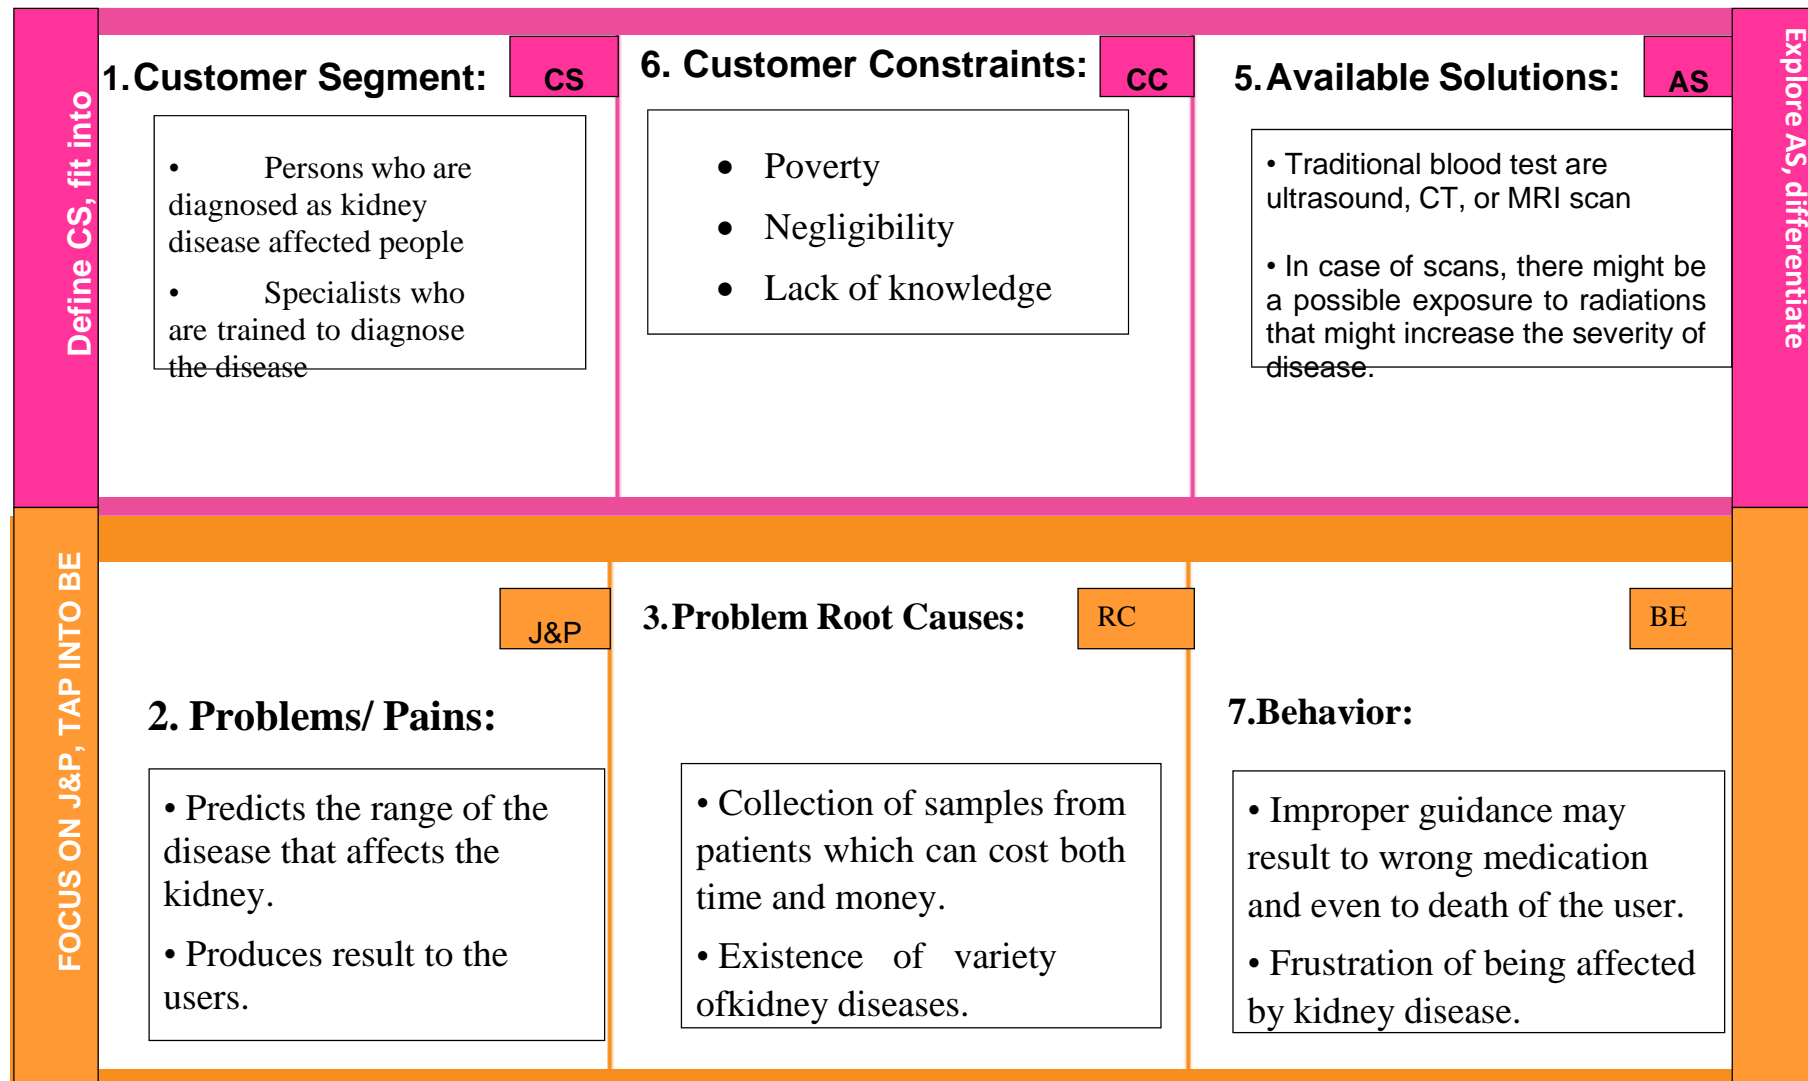 Define CS, fit into
1.Customer Segment:
CS
• Persons who are
diagnosed as kidney
disease affected people
• Specialists who
are trained to diagnose
the disease
6. Customer Constraints:
CC
• Poverty
• Negligibility
• Lack of knowledge
5.Available Solutions:
AS
• Traditional blood test are
ultrasound, CT, or MRI scan
• In case of scans, there might be
a possible exposure to radiations
that might increase the severity of
disease.
Explore AS, differentiate
FOCUS ON J&P, TAP INTO BE
J&P
2. Problems/ Pains:
• Predicts the range of the
disease that affects the
kidney.
• Produces result to the
users.
3.Problem Root Causes:
RC
• Collection of samples from
patients which can cost both
time and money.
• Existence of variety
ofkidney diseases.
BE
7.Behavior:
• Improper guidance may
result to wrong medication
and even to death of the user.
• Frustration of being affected
by kidney disease.